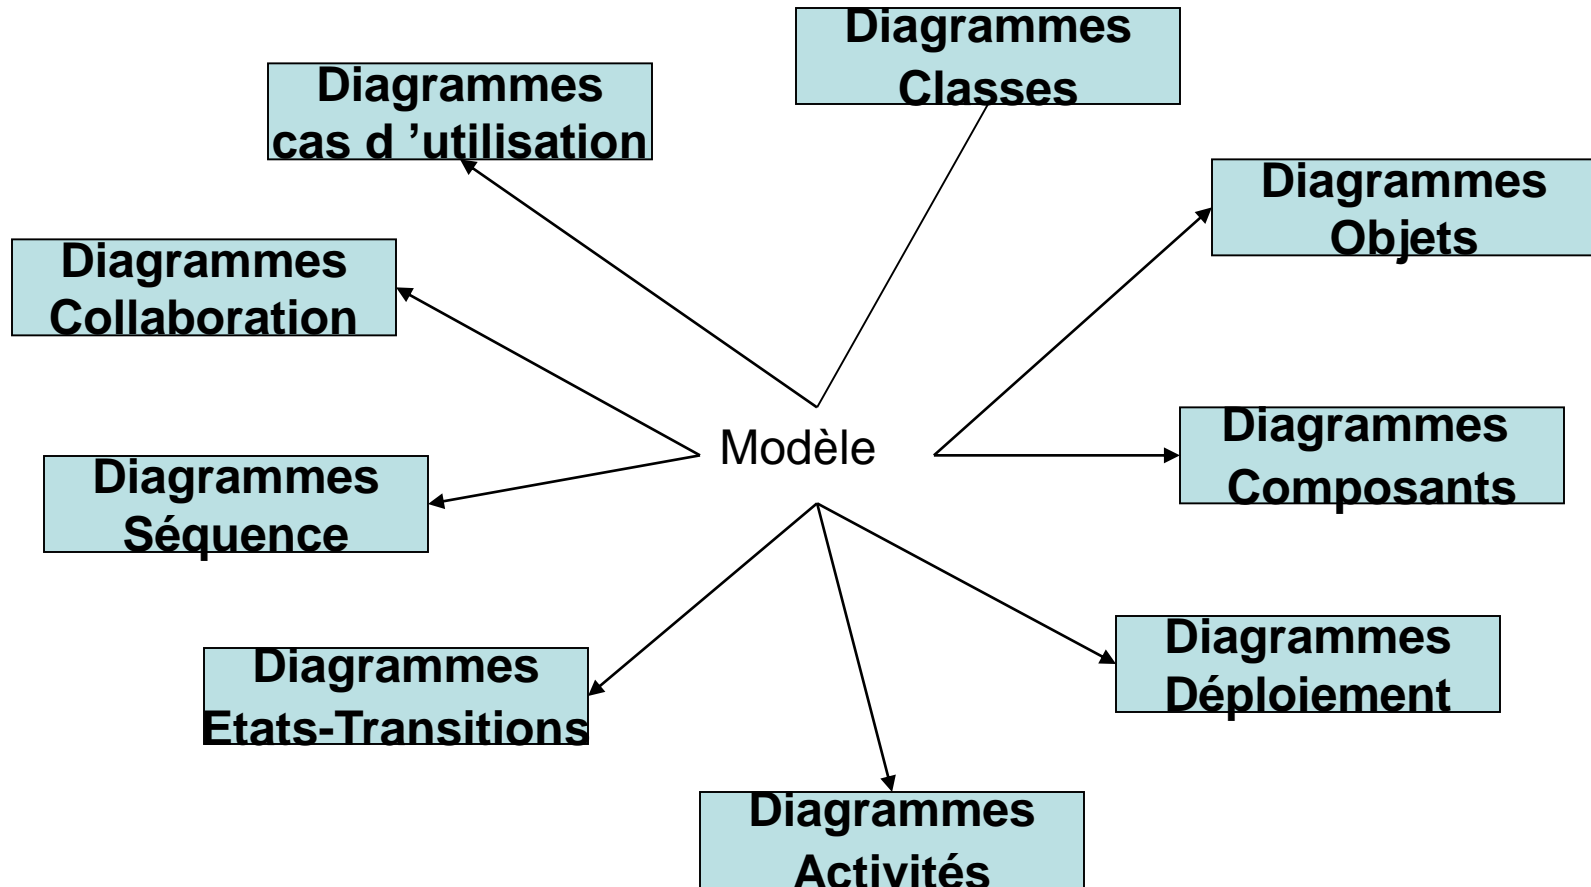 Diagrammes
Classes
Diagrammes
cas d ’utilisation
Diagrammes
Objets
Diagrammes
Collaboration
Modèle
Diagrammes
Composants
Diagrammes
Séquence
Diagrammes
Déploiement
Diagrammes
Etats-Transitions
Diagrammes
Activités